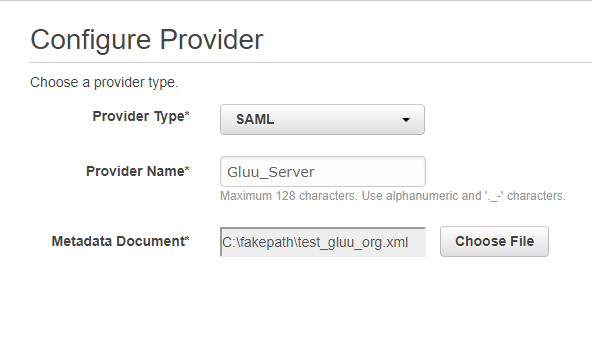 Configure Provider
Choose a provider type.
Provider Type* SAML
Provider Name* Gluu_Server
Maximum 128 characters. Use alphanumeric and '._-' characters.
Metadata Document* C:\fakepath\test_gluu_org.xml Choose File